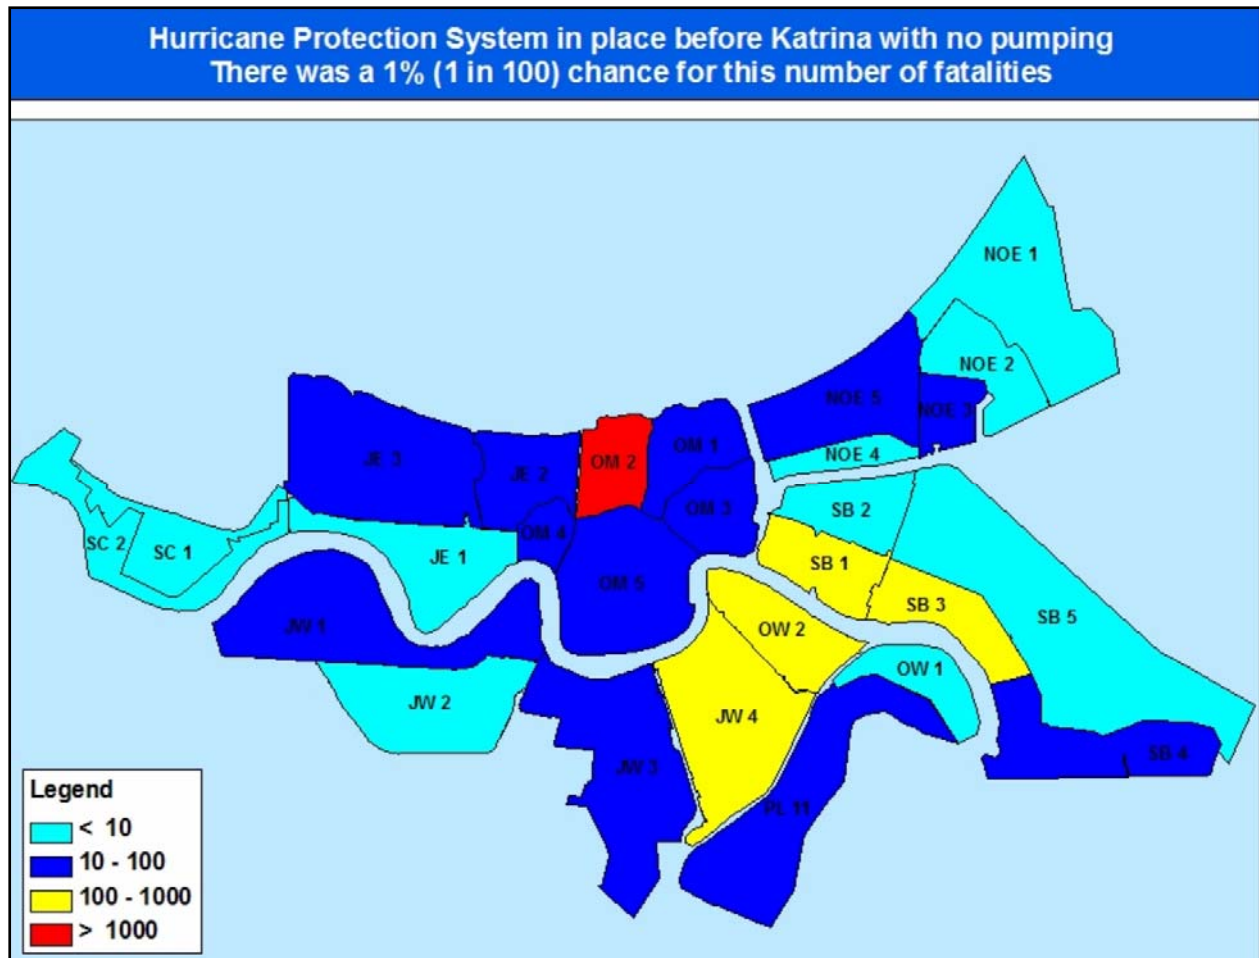 Hurricane Protection System in place before Katrina with no pumping
There was a 1% (1 in 100) chance for this number of fatalities
NOE 1
NOE 2
NOE 5
NOE 3
NOE 4
OM 1
OM 2
JE 3
JE 2
OM 3
OM 4
SB 2
SC 2
SC 1
JE 1
SB 1
OM 5
SB 3
SB 5
JW 1
OW 2
OW 1
JW 2
JW 4
SB 4
JW 3
PL 11
Legend
< 10
10 - 100
100 - 1000
> 1000